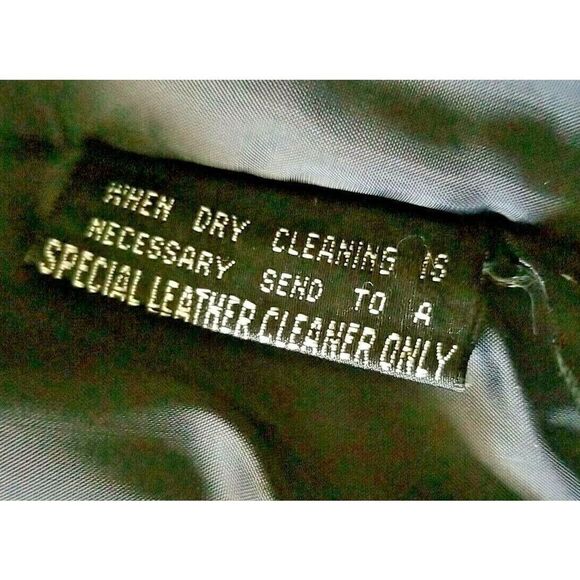 WHEN DRY CLEANING IS
NECESSARY SEND TO A
SPECIAL LEATHER CLEANER ONLY